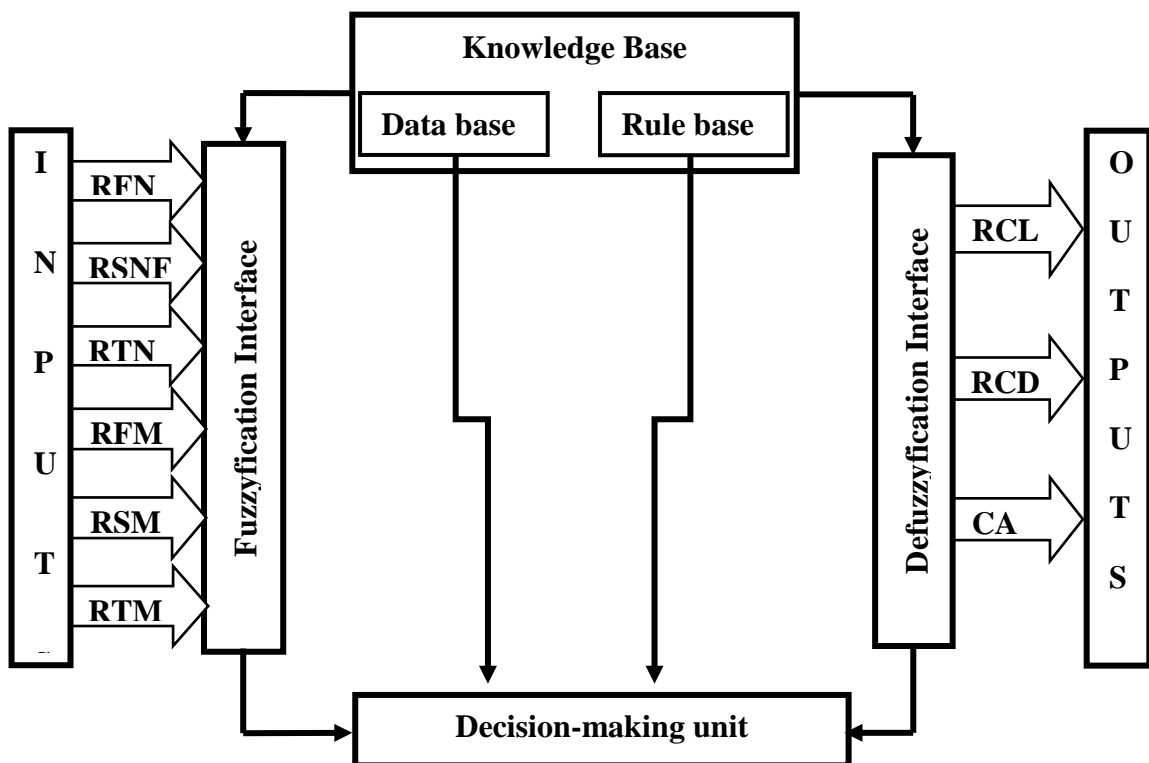 Knowledge Base
Data base
Rule base
I
N
P
U
T
RFN
RSNF
RTN
RFM
RSM
RTM
Fuzzyfication Interface
Defuzzyfication Interface
RCL
RCD
CA
O
U
T
P
U
T
S
Decision-making unit